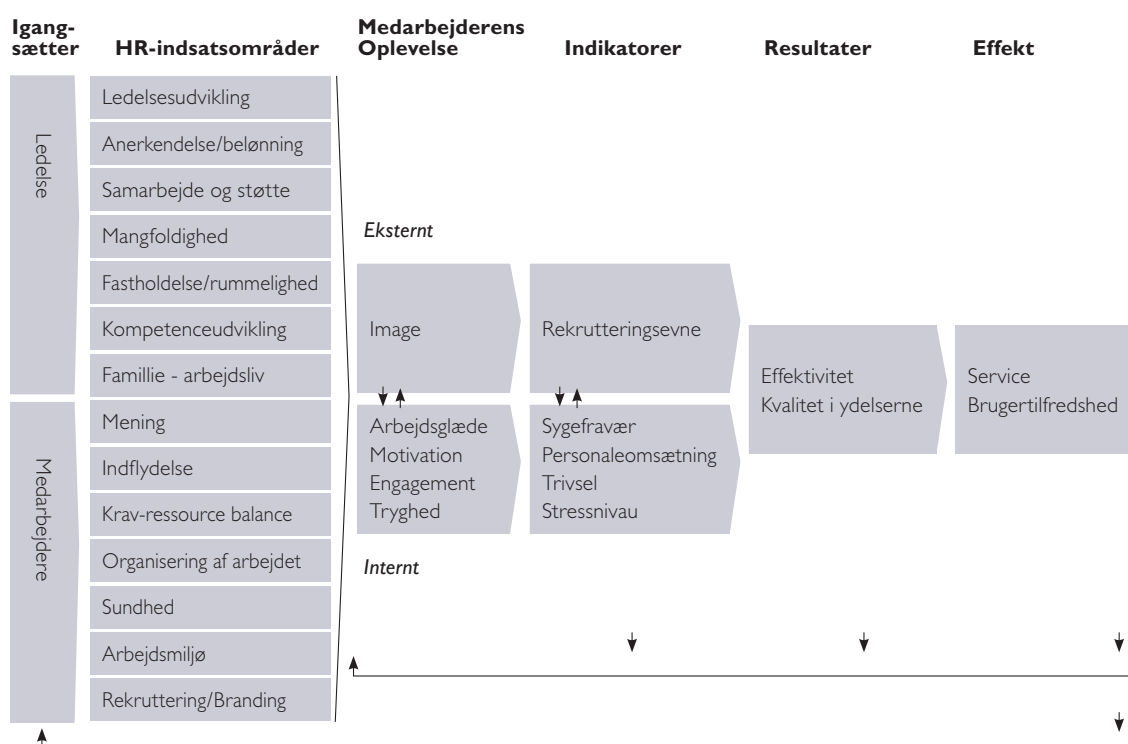 Igang-
sætter
HR-indsatsområder
Medarbejderens
Oplevelse
Indikatorer
Resultater
Effekt
Ledelse
Medarbejdere
Ledelsesudvikling
Anerkendelse/belønning
Samarbejde og støtte
Mangfoldighed
Fastholdelse/rummelighed
Kompetenceudvikling
Famillie - arbejdsliv
Mening
Indflydelse
Krav-ressource balance
Organisering af arbejdet
Sundhed
Arbejdsmiljø
Rekruttering/Branding
Eksternt
Image
Arbejdsglæde
Motivation
Engagement
Tryghed
Internt
Rekrutteringsevne
Sygefravær
Personaleomsætning
Trivsel
Stressnivau
Effektivitet
Kvalitet i ydelserne
Service
Brugertilfredshed